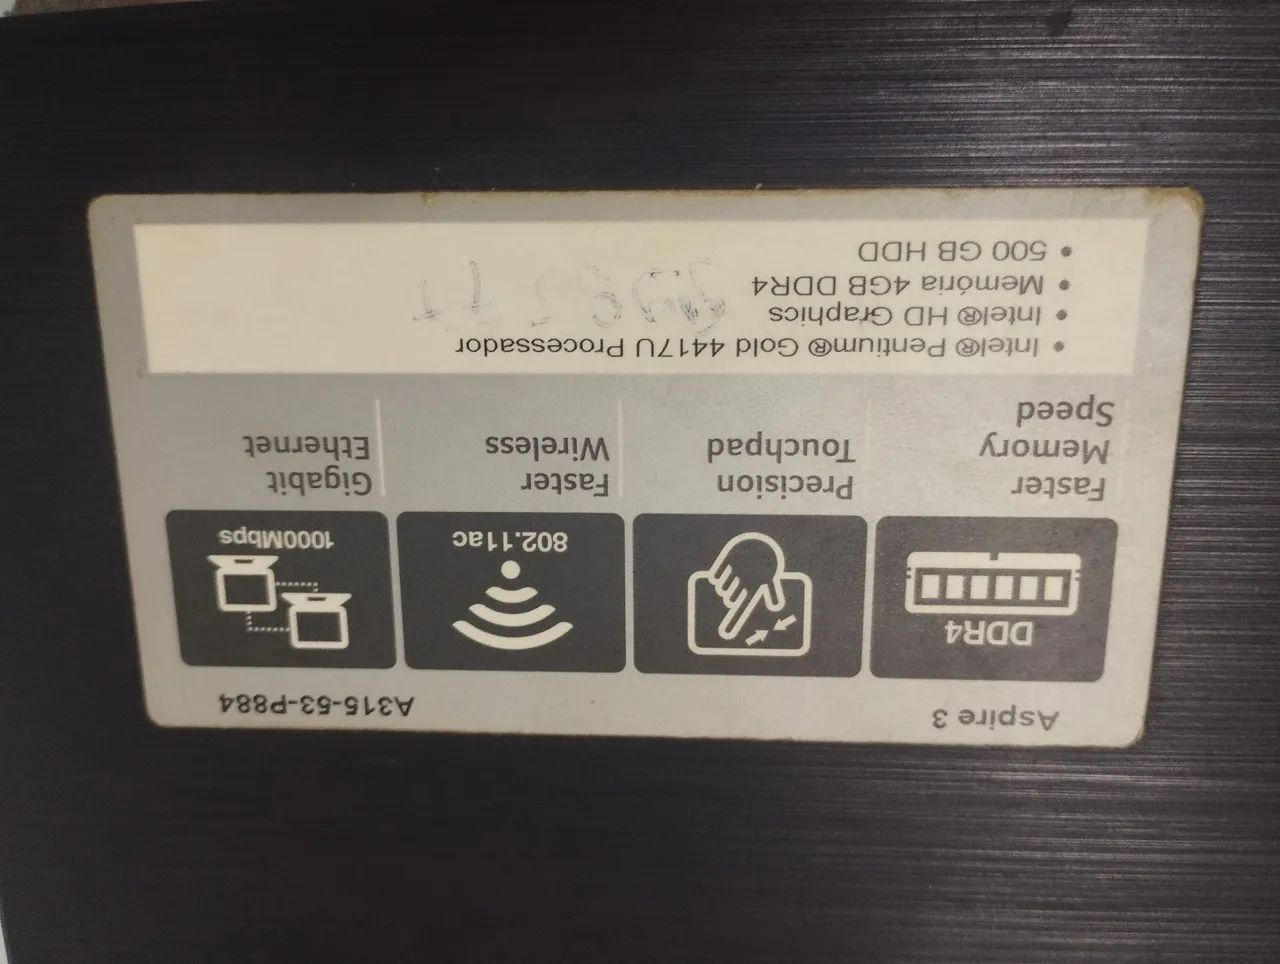 Aspire 3
A315-53-P884
DDR4
802.11ac
1000Mbps
Faster
Memory
Speed
Precision
Touchpad
Faster
Wireless
Gigabit
Ethernet
• Intel® Pentium® Gold 4417U Processador
• Intel® HD Graphics
• Memória 4GB DDR4
• 500 GB HDD